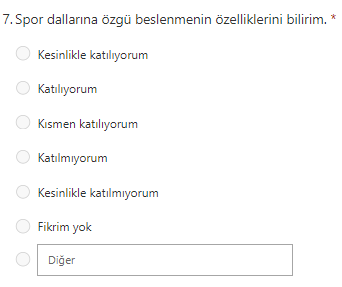 7. Spor dallarına özgü beslenmenin özelliklerini bilirim. *
Kesinlikle katılıyorum
Katılıyorum
Kısmen katılıyorum
Katılmıyorum
Kesinlikle katılmıyorum
Fikrim yok
Diğer